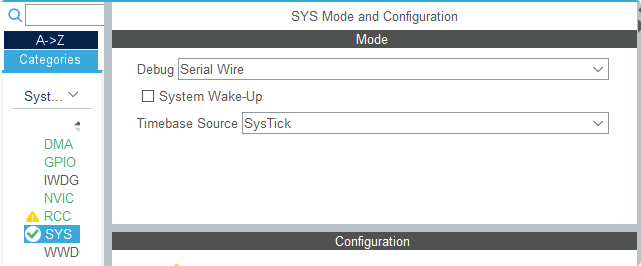 SYS Mode and Configuration
A->Z
Categories
Syst...
DMA
GPIO
IWDG
NVIC
RCC
SYS
WWD
Mode
Debug Serial Wire
System Wake-Up
Timebase Source SysTick
Configuration